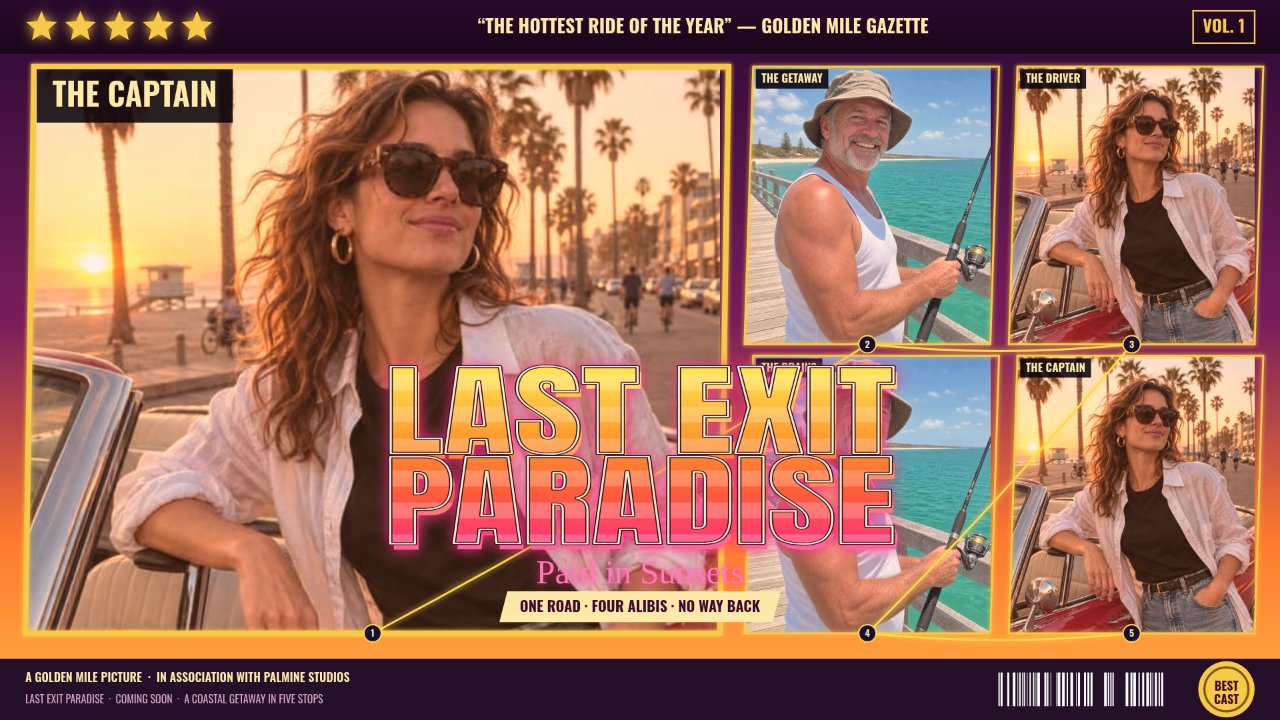 “THE HOTTEST RIDE OF THE YEAR” — GOLDEN MILE GAZETTE
VOL. 1
THE CAPTAIN
THE GETAWAY
THE DRIVER
2
3
THE BRAINS
THE CAPTAIN
LAST EXIT
PARADISE
Paid in Sunsets
ONE ROAD · FOUR ALIBIS · NO WAY BACK
1
4
5
A GOLDEN MILE PICTURE · IN ASSOCIATION WITH PALMINE STUDIOS
LAST EXIT PARADISE · COMING SOON · A COASTAL GETAWAY IN FIVE STOPS
BEST
CAST